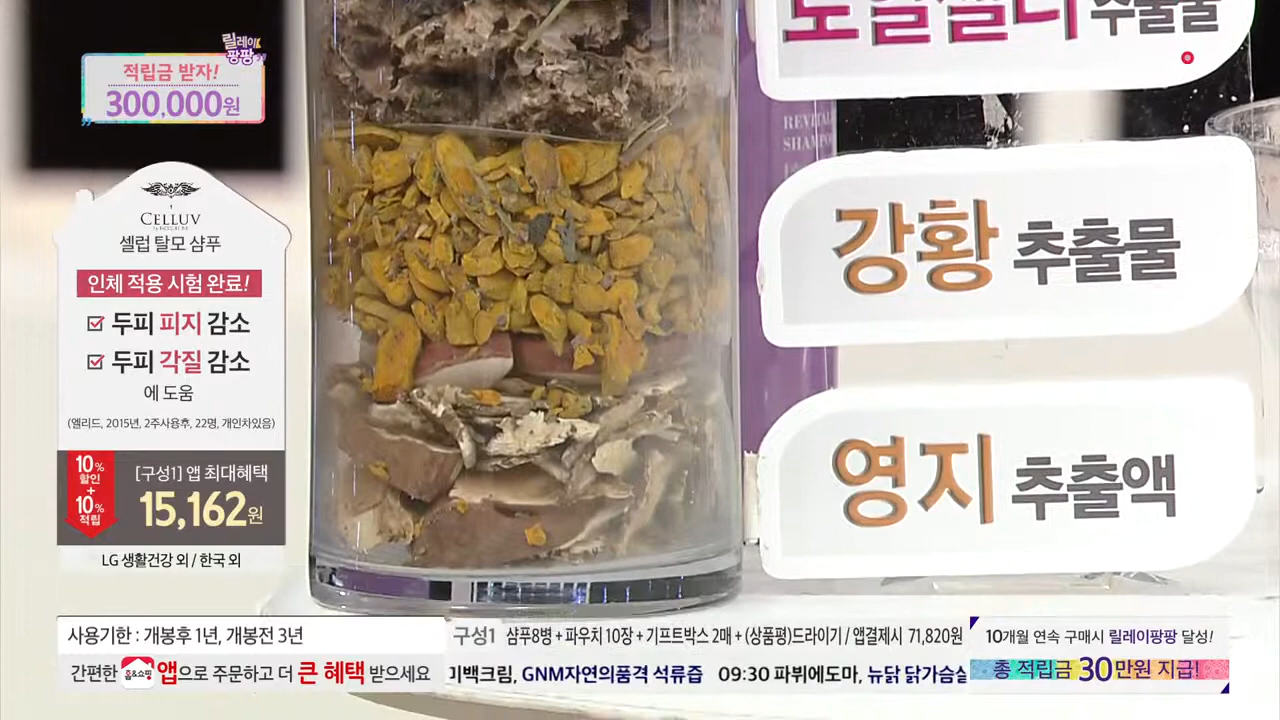 릴레이
팡팡
적립금 받자!
300,000원
CELLUV
셀럽 탈모 샴푸
인체 적용 시험 완료!
두피 피지 감소
두피 각질 감소
에 도움
(엘리드, 2015년, 2주사용후, 22명, 개인차있음)
10% 할인 + 10% 적립
[구성1] 앱 최대혜택
15,162원
LG 생활건강 외 / 한국 외
추출물
REVITAL
SHAMPO
강황 추출물
영지 추출액
사용기한 : 개봉후 1년, 개봉전 3년
구성1 샴푸8병 + 파우치 10장 + 기프트박스 2매 + (상품평)드라이기 / 앱결제시 71,820원
10개월 연속 구매시 릴레이팡팡 달성!
간편한 홈&쇼핑 앱으로 주문하고 더 큰 혜택 받으세요
미백크림, GNM자연의품격 석류즙 09:30 파뷔에도마, 뉴닭 닭가슴살
총 적립금 30만원 지급!